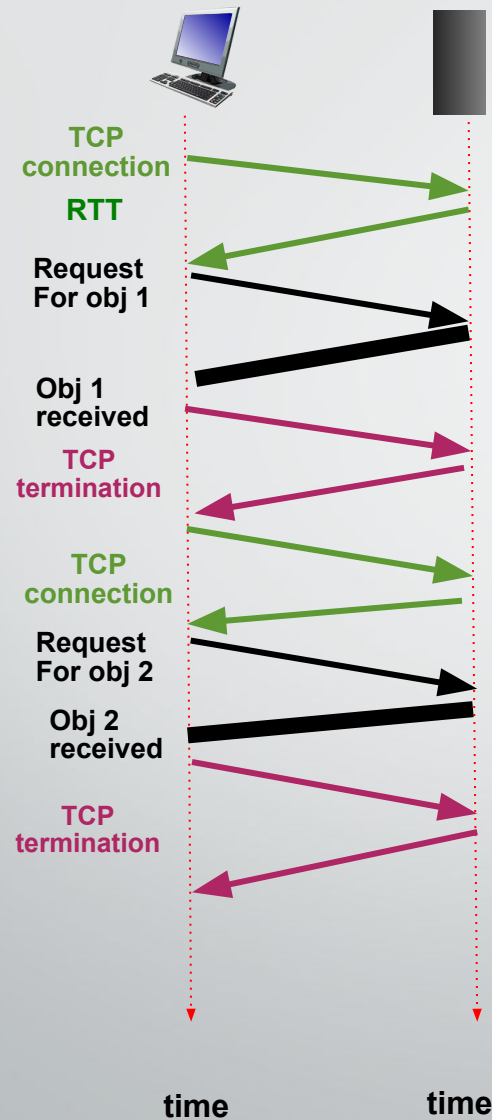 TCP
connection
RTT
Request
For obj 1
Obj 1
received
TCP
termination
TCP
connection
Request
For obj 2
Obj 2
received
TCP
termination
time
time